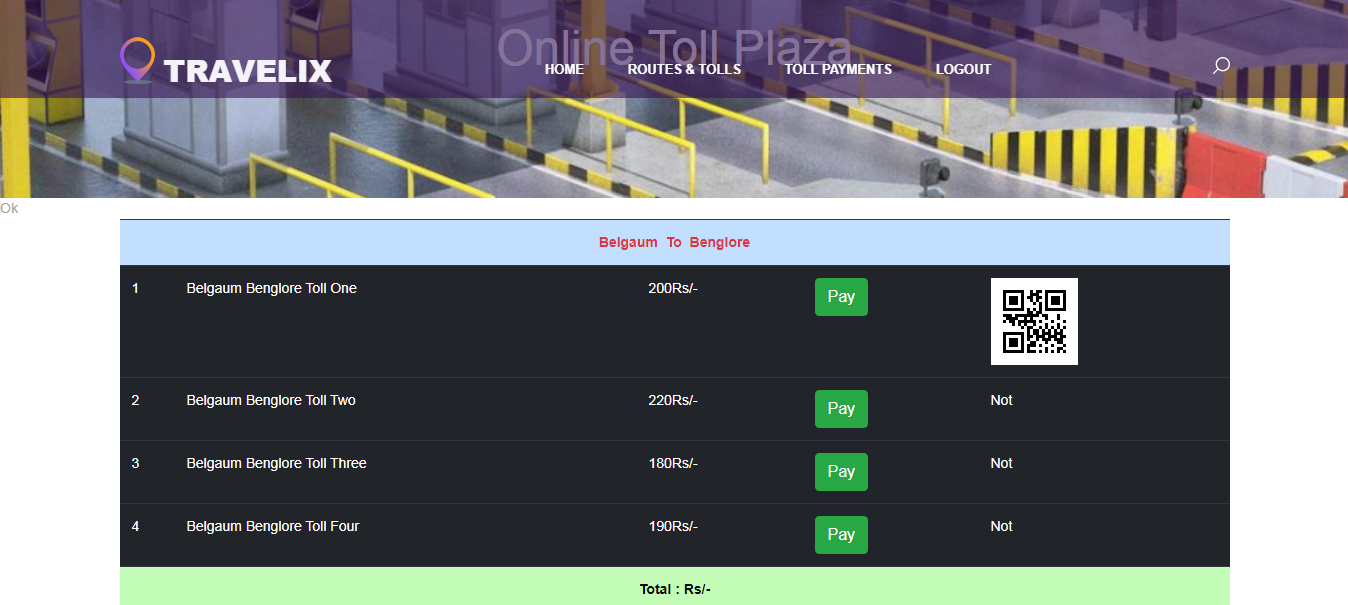 Online Toll Plaza
TRAVELIX
HOME ROUTES & TOLLS TOLL PAYMENTS LOGOUT
Ok
Belgaum To Benglore
1 Belgaum Benglore Toll One 200Rs/- Pay
2 Belgaum Benglore Toll Two 220Rs/- Pay Not
3 Belgaum Benglore Toll Three 180Rs/- Pay Not
4 Belgaum Benglore Toll Four 190Rs/- Pay Not
Total : Rs/-